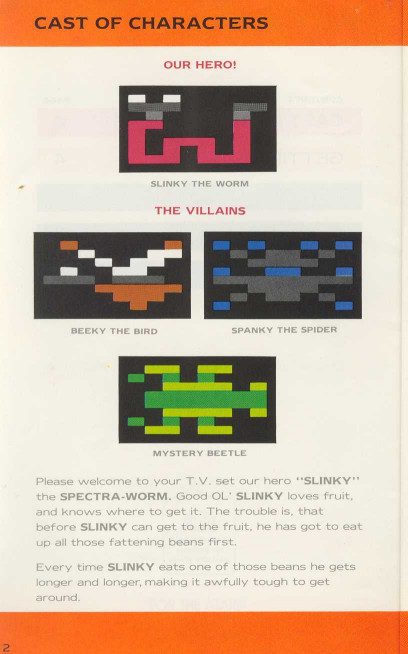 CAST OF CHARACTERS
OUR HERO!
SLINKY THE WORM
THE VILLAINS
BEEKY THE BIRD
SPANKY THE SPIDER
MYSTERY BEETLE
Please welcome to your T.V. set our hero "SLINKY"
the SPECTRA-WORM. Good OL' SLINKY loves fruit,
and knows where to get it. The trouble is, that
before SLINKY can get to the fruit, he has got to eat
up all those fattening beans first.
Every time SLINKY eats one of those beans he gets
longer and longer, making it awfully tough to get
around.
2